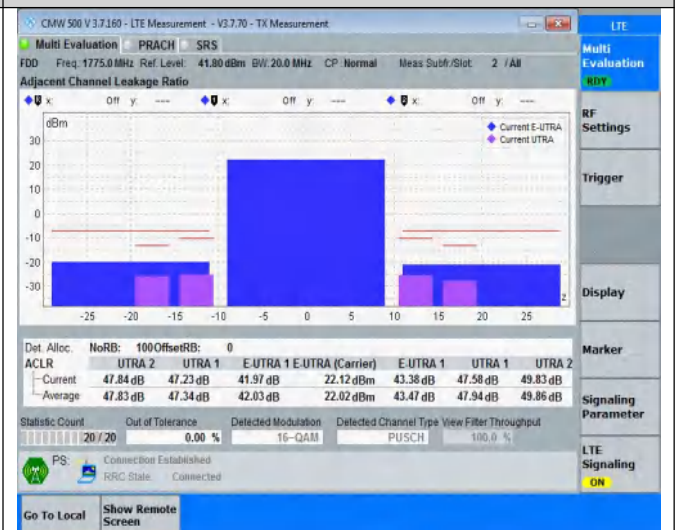 CMW 500 V 3.7.160 - LTE Measurement - V3.7.70 - TX Measurement
LTE
Multi Evaluation PRACH SRS
Multi Evaluation
RDY
FDD Freq: 1775.0 MHz Ref. Level: 41.80 dBm BW: 20.0 MHz CP: Normal Meas Subfr./Slot: 2 / All
Adjacent Channel Leakage Ratio
x: Off y: --- x: Off y: --- x: Off y: ---
dBm
Current E-UTRA
Current UTRA
30
20
10
0
-10
-20
-30
z
-25 -20 -15 -10 -5 0 5 10 15 20 25
RF Settings
Trigger
Display
Marker
Signaling Parameter
LTE Signaling
ON
Det. Alloc. NoRB: 100 OffsetRB: 0
ACLR UTRA 2 UTRA 1 E-UTRA 1 E-UTRA (Carrier) E-UTRA 1 UTRA 1 UTRA 2
Current 47.84 dB 47.23 dB 41.97 dB 22.12 dBm 43.38 dB 47.58 dB 49.83 dB
Average 47.83 dB 47.34 dB 42.03 dB 22.02 dBm 43.47 dB 47.94 dB 49.86 dB
Statistic Count Out of Tolerance Detected Modulation Detected Channel Type View Filter Throughput
20 / 20 0.00 % 16-QAM PUSCH 100.0 %
PS: Connection Established
RRC State Connected
Go To Local Show Remote Screen